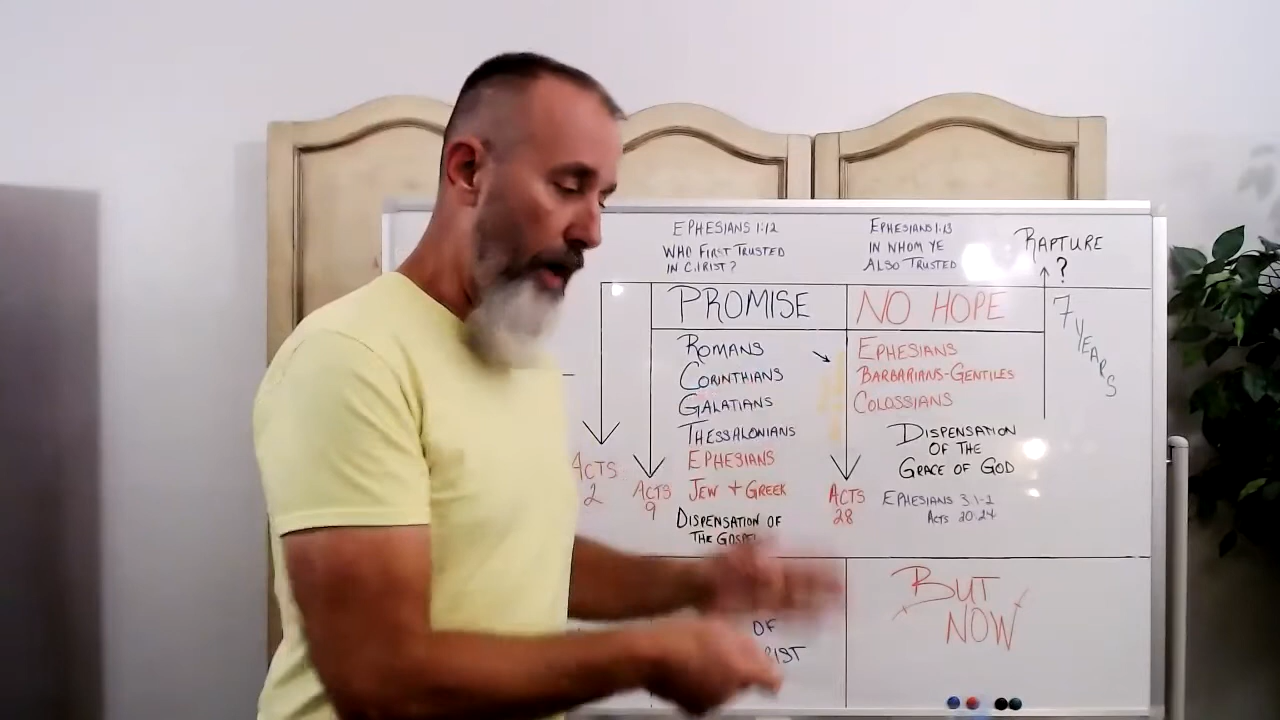 EPHESIANS 1:12
WHO FIRST TRUSTED
IN C.IRIST?
EPHESIANS 1:13
IN NHOM YE
ALSO TRUSTED
RAPTURE
?
PROMISE
NO HOPE
7 YEARS
ROMANS
CORINTHIANS
GALATIANS
THESSALONIANS
EPHESIANS
JEW + GREEK
DISPENSATION OF
THE GOSPEL
EPHESIANS
BARBARIANS-GENTILES
COLOSSIANS
DISPENSATION
OF THE
GRACE OF GOD
EPHESIANS 3:1-2
ACTS 20:24
ACTS
2
ACTS
9
ACTS
28
OF
BUT
NOW